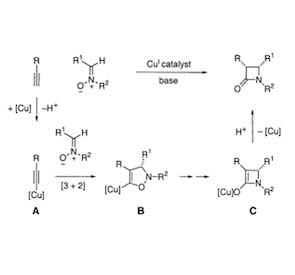 R R¹ H Cuᴵ catalyst R R¹
⁻O N⁺ R² base O N R²
+ [Cu] –H⁺
R¹ H
⁻O N⁺ R² H⁺ – [Cu]
R R R¹ R R¹
[3 + 2] N–R² N
[Cu] [Cu] O [Cu]O R²
A B C